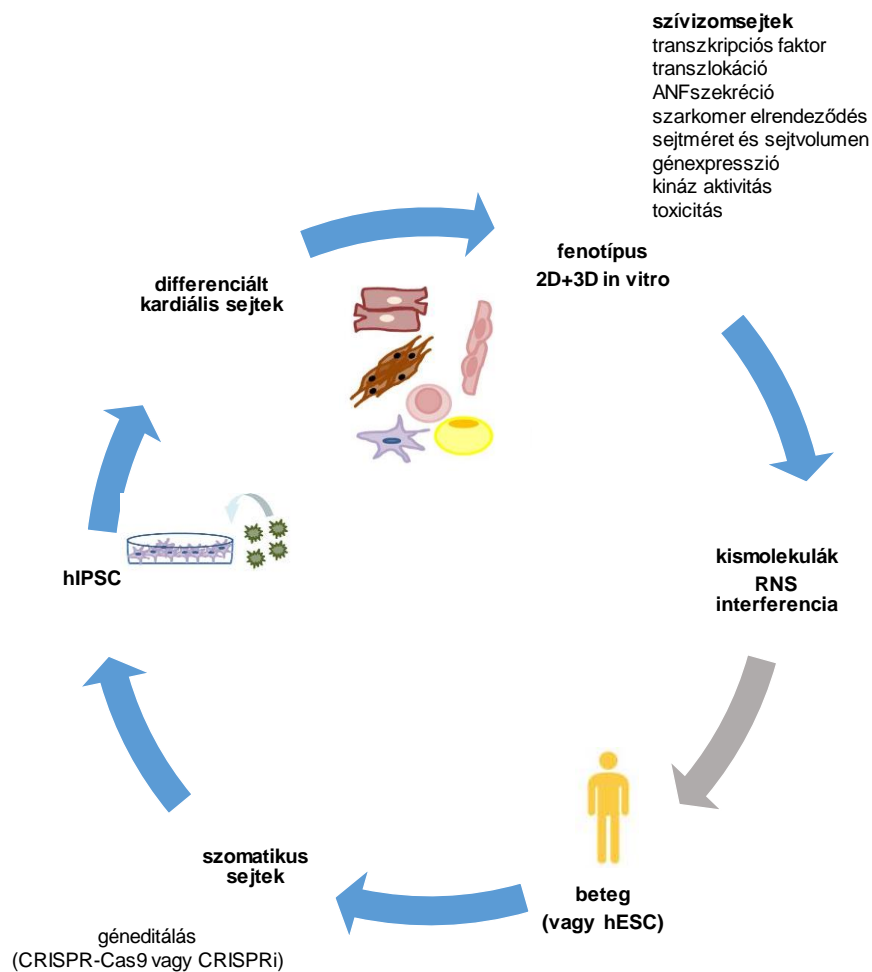 szívizomsejtek
transzkripciós faktor
transzlokáció
ANFszekréció
szarkomer elrendeződés
sejtméret és sejtvolumen
génexpresszió
kináz aktivitás
toxicitás
fenotípus
2D+3D in vitro
differenciált
kardiális sejtek
hIPSC
kismolekulák
RNS
interferencia
szomatikus
sejtek
beteg
(vagy hESC)
géneditálás
(CRISPR-Cas9 vagy CRISPRi)